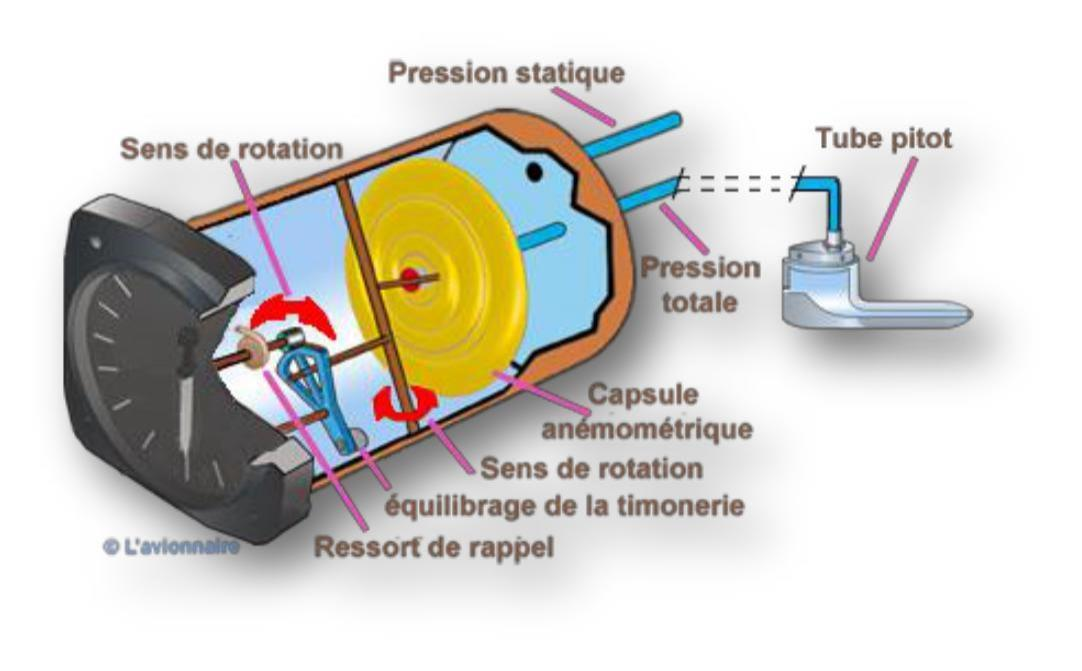 Pression statique
Tube pitot
Sens de rotation
Pression
totale
Capsule
anémométrique
Sens de rotation
équilibrage de la timonerie
Ressort de rappel
© L'avionnaire